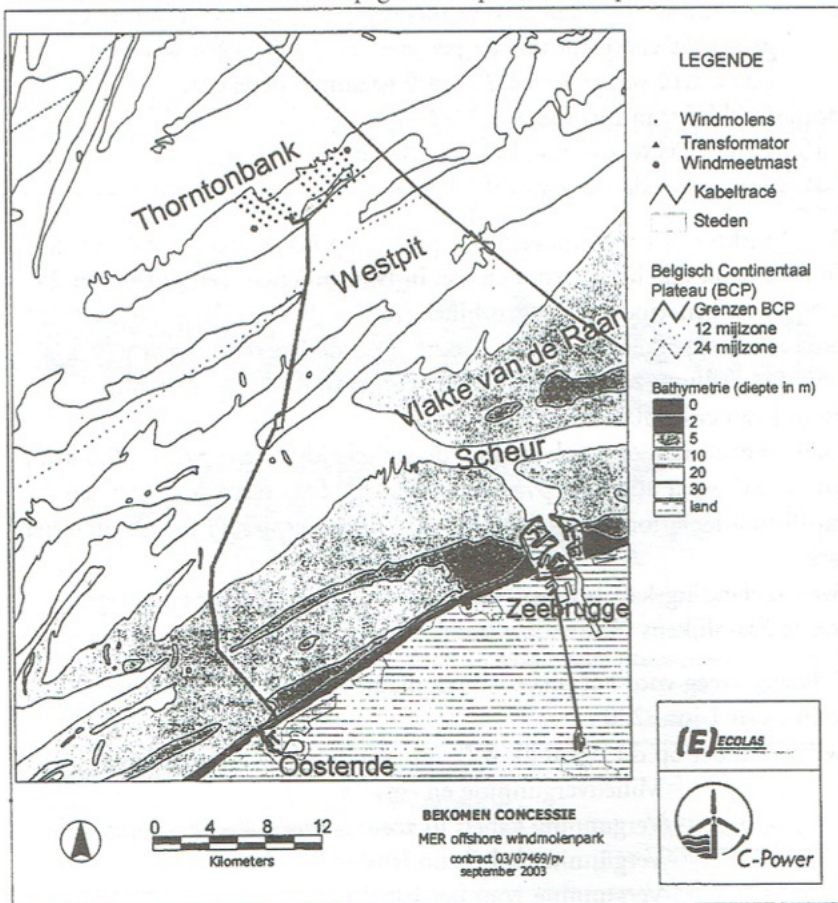 Thorntonbank
Westpit
Vlakte van de Raan
Scheur
Zeebrugge
Oostende
LEGENDE
Windmolens
Transformator
Windmeetmast
Kabeltracé
Steden
Belgisch Continentaal
Plateau (BCP)
Grenzen BCP
12 mijlzone
24 mijlzone
Bathymetrie (diepte in m)
0
2
5
10
20
30
land
0 4 8 12
Kilometers
BEKOMEN CONCESSIE
MER offshore windmolenpark
contract 03/07469/pv
september 2003
(E) ECOLAS
C-Power